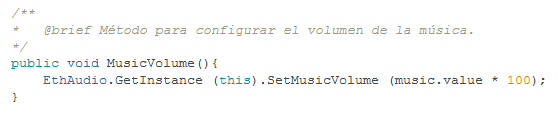 /**
*   @brief Método para configurar el volumen de la música.
*/
public void MusicVolume(){
    EthAudio.GetInstance (this).SetMusicVolume (music.value * 100);
}